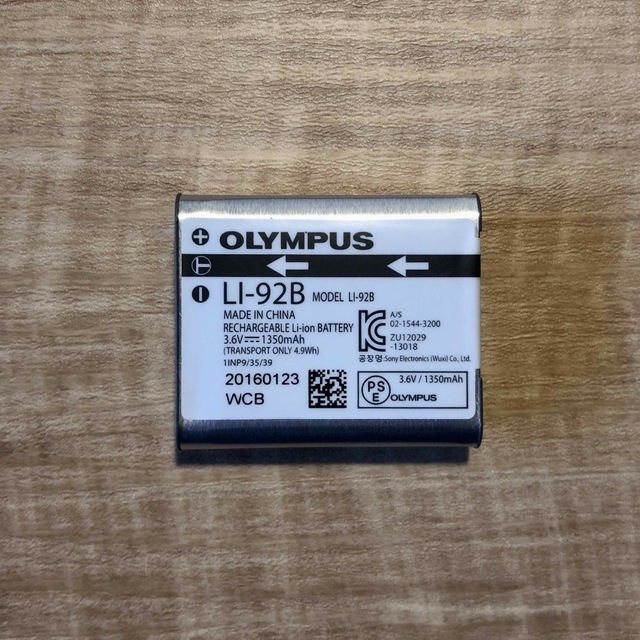 OLYMPUS
LI-92B MODEL LI-92B
MADE IN CHINA
RECHARGEABLE Li-ion BATTERY
3.6V⎓1350mAh
(TRANSPORT ONLY 4.9Wh)
1INP9/35/39
20160123
WCB
A/S
02-1544-3200
ZU12029
-13018
공장명:Sony Electronics (Wuxi) Co., Ltd.
PS
E
3.6V / 1350mAh
OLYMPUS